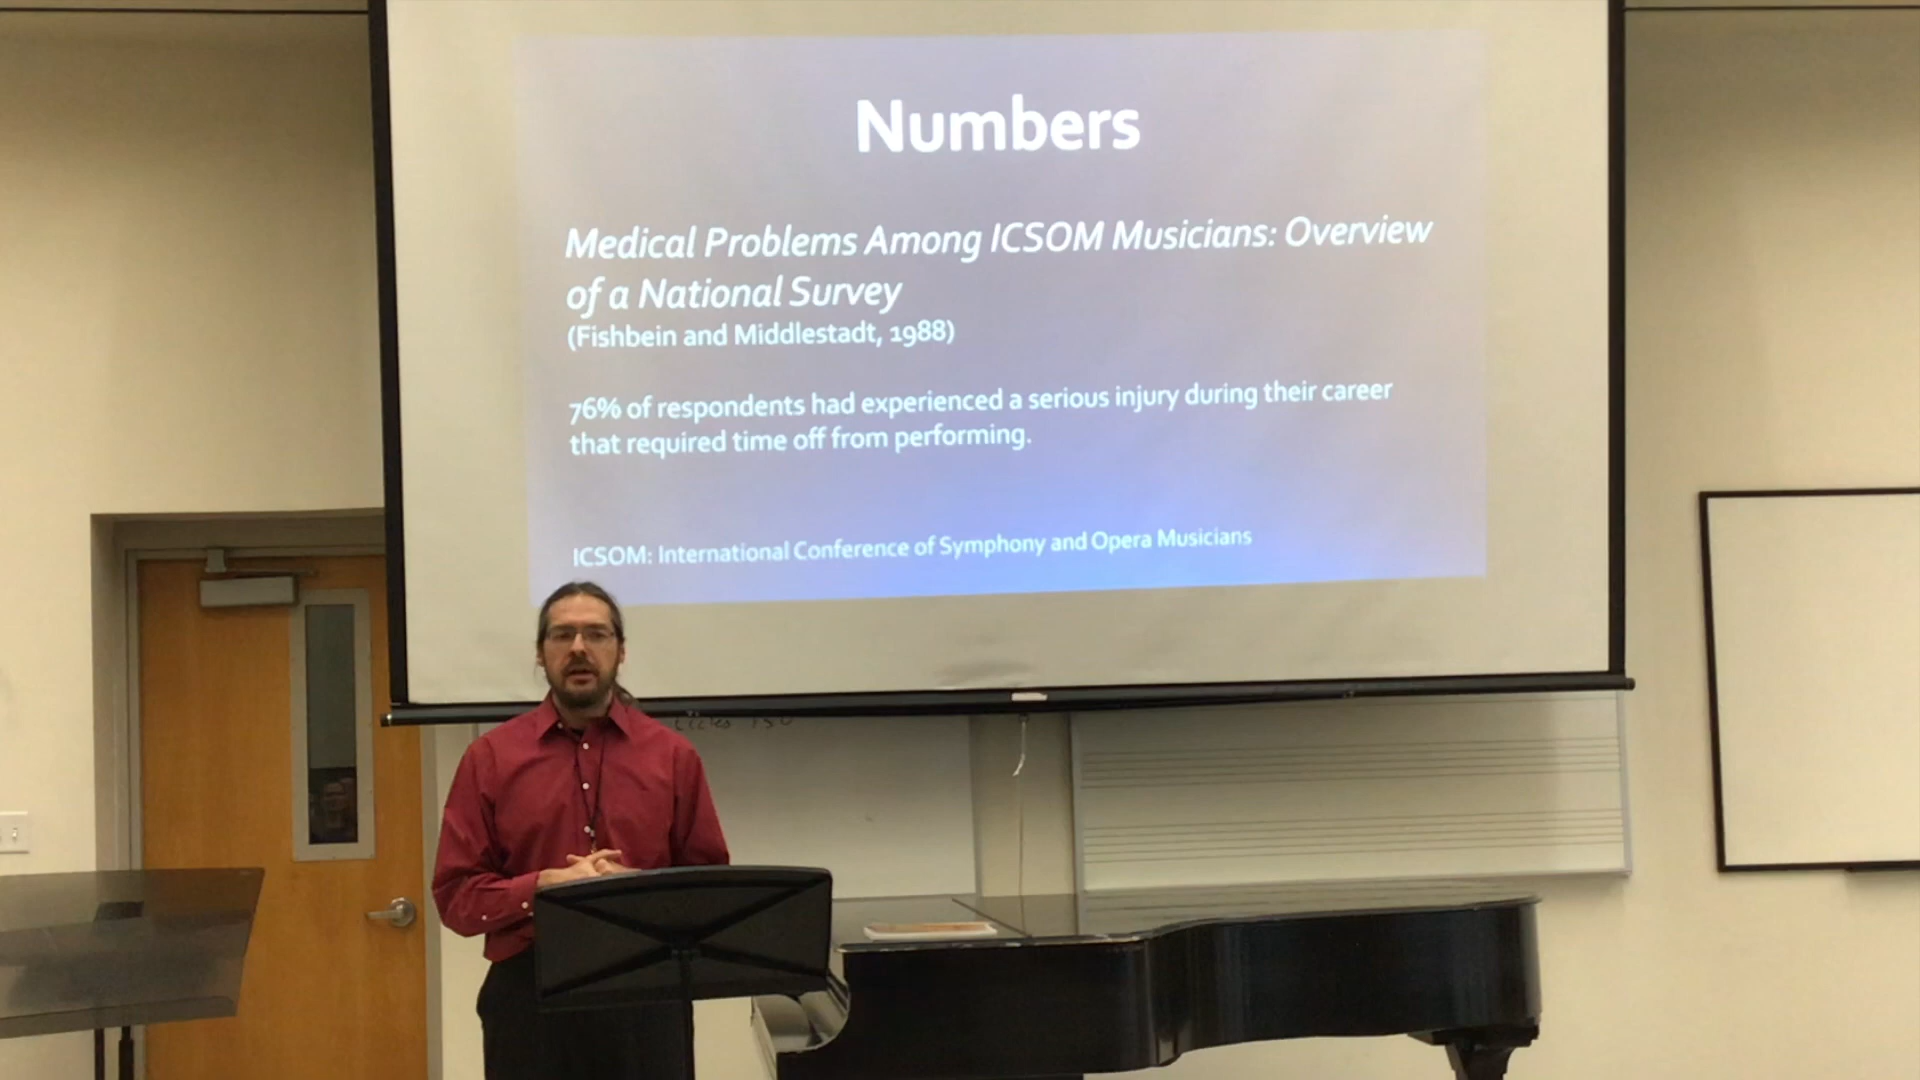 Numbers
Medical Problems Among ICSOM Musicians: Overview
of a National Survey
(Fishbein and Middlestadt, 1988)
76% of respondents had experienced a serious injury during their career
that required time off from performing.
ICSOM: International Conference of Symphony and Opera Musicians